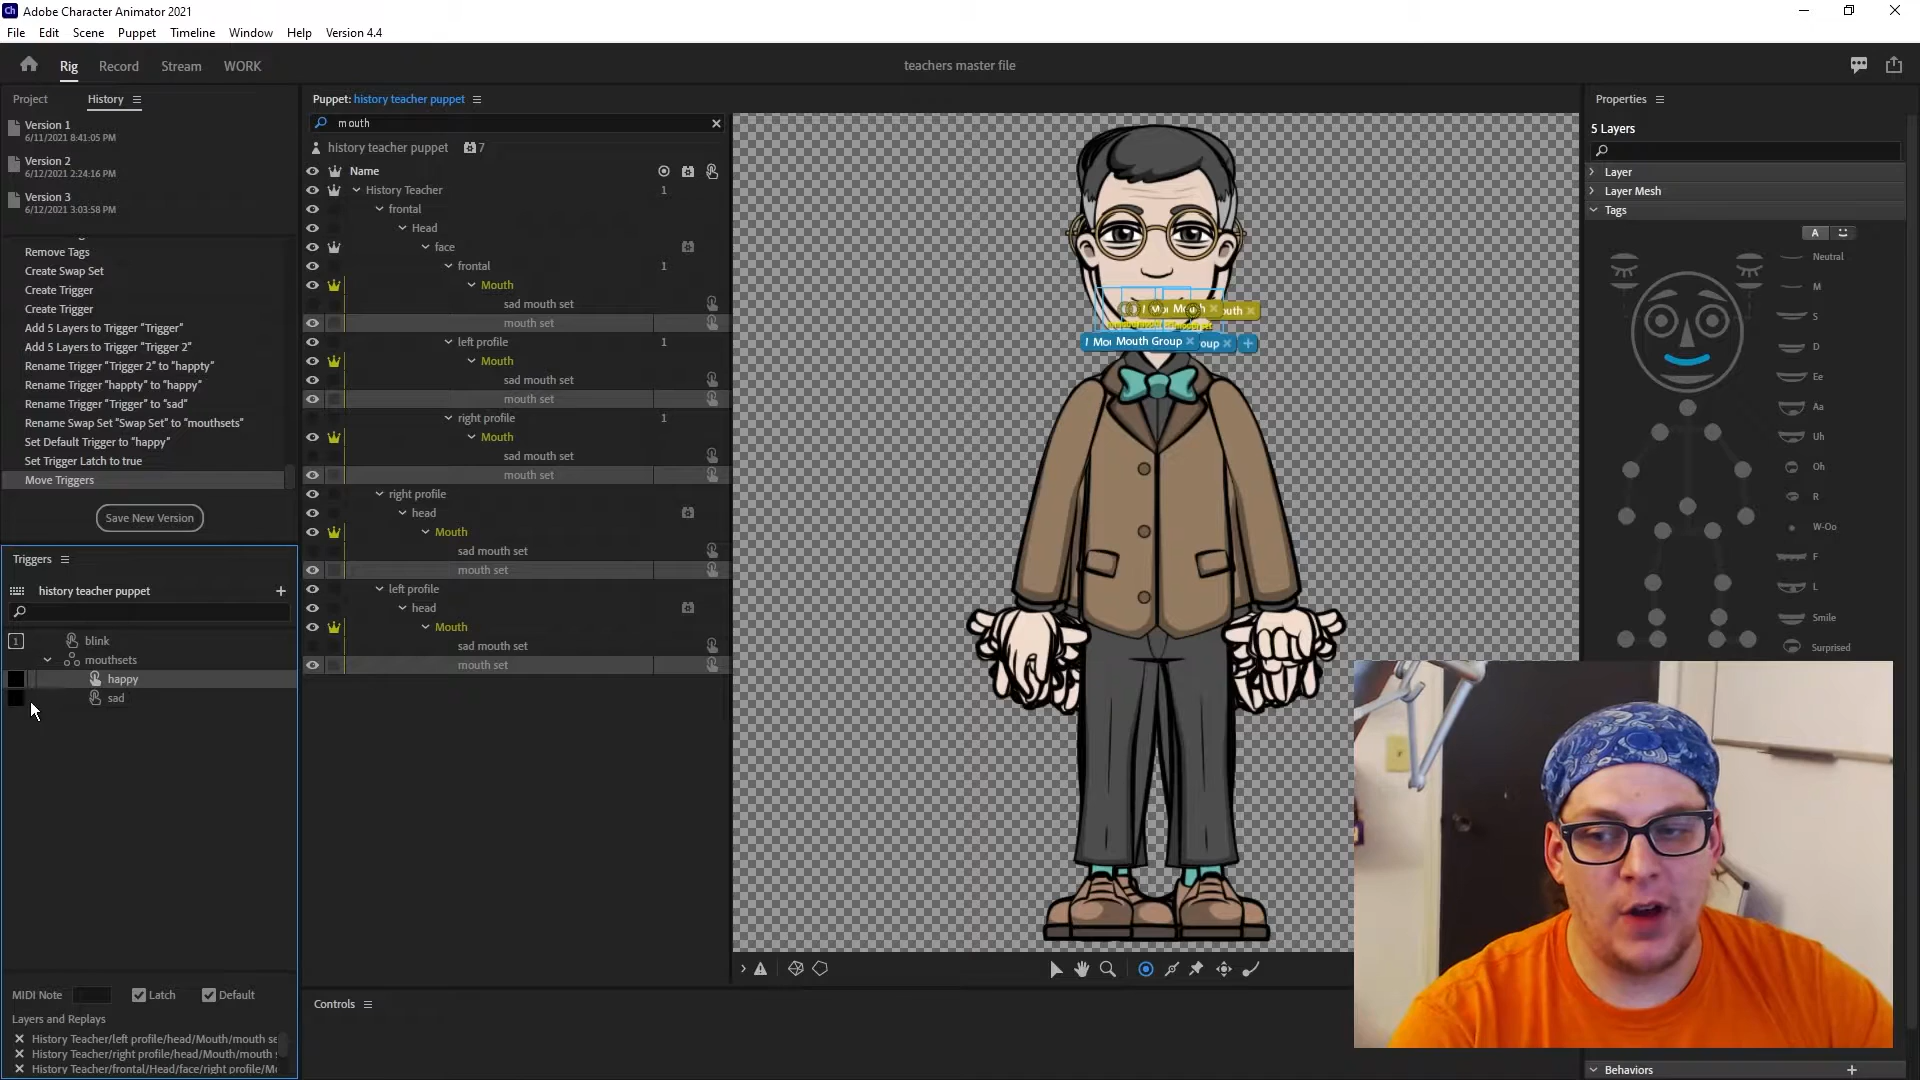 Ch Adobe Character Animator 2021
File Edit Scene Puppet Timeline Window Help Version 4.4
Rig Record Stream WORK
teachers master file
Project History
Version 1
6/11/2021 8:41:05 PM
Version 2
6/12/2021 2:24:16 PM
Version 3
6/12/2021 3:03:58 PM
Remove Tags
Create Swap Set
Create Trigger
Create Trigger
Add 5 Layers to Trigger “Trigger”
Add 5 Layers to Trigger “Trigger 2”
Rename Trigger “Trigger 2” to “happty”
Rename Trigger “happty” to “happy”
Rename Trigger “Trigger” to “sad”
Rename Swap Set “Swap Set” to “mouthsets”
Set Default Trigger to “happy”
Set Trigger Latch to true
Move Triggers
Save New Version
Triggers
history teacher puppet
1 blink
mouthsets
happy
sad
MIDI Note Latch Default
Layers and Replays
History Teacher/left profile/head/Mouth/mouth se
History Teacher/right profile/head/Mouth/mouth
History Teacher/frontal/Head/face/right profile/M
Puppet: history teacher puppet
mouth
history teacher puppet 7
Name
History Teacher 1
frontal
Head
face
frontal 1
Mouth
sad mouth set
mouth set
left profile 1
Mouth
sad mouth set
mouth set
right profile 1
Mouth
sad mouth set
mouth set
right profile
head
Mouth
sad mouth set
mouth set
left profile
head
Mouth
sad mouth set
mouth set
Mou Mouth outh
mouth set
Mou Mouth Group oup
Controls
Properties
5 Layers
Layer
Layer Mesh
Tags
A
Neutral
M
S
D
Ee
Aa
Uh
Oh
R
W-Oo
F
L
Smile
Surprised
Behaviors